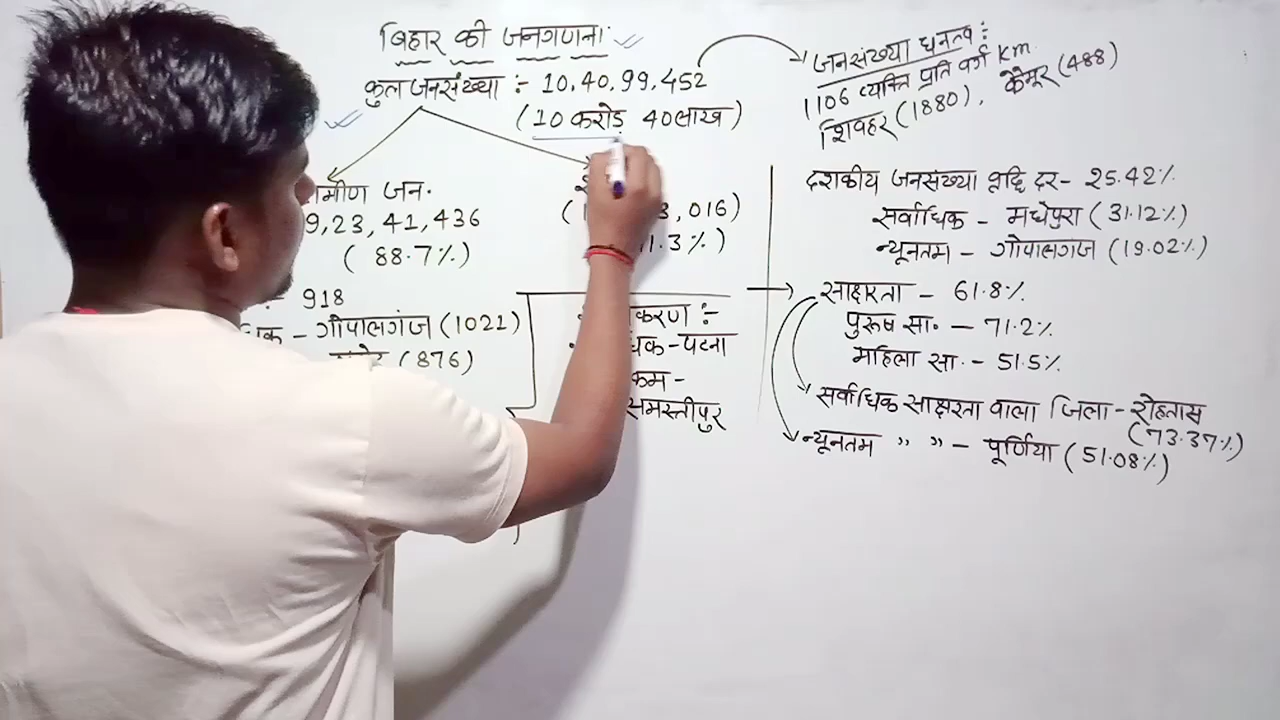 बिहार की जनगणना
कुल जनसंख्या :- 10,40,99,452
(10 करोड़ 40लाख)
मीण जन.
9,23,41,436
(88.7%)
3,016)
1.3%)
918
क - गोपालगंज (1021)
(876)
करण :-
धिक-पटना
कम-
समस्तीपुर
जनसंख्या घनत्व :
1106 व्यक्ति प्रति वर्ग Km
शिवहर (1880), कैमूर (488)
दशकीय जनसंख्या वृद्धि दर- 25.42%
सर्वाधिक - मधेपुरा (31.12%)
न्यूनतम - गोपालगंज (19.02%)
साक्षरता - 61.8%
पुरूष सा. - 71.2%
महिला सा. - 51.5%
सर्वाधिक साक्षरता वाला जिला - रोहतास
(73.37%)
न्यूनतम " " - पूर्णिया (51.08%)